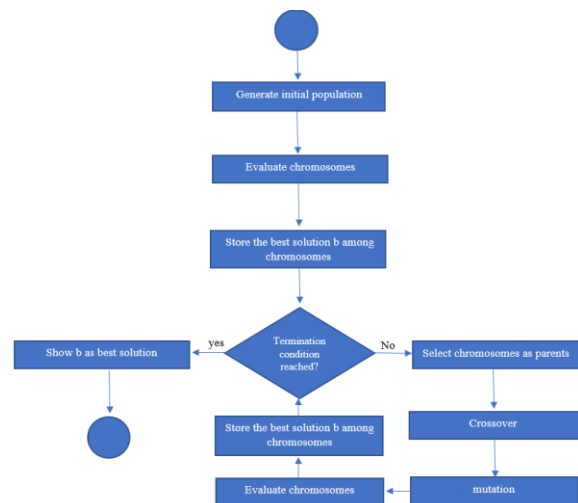 Generate initial population
Evaluate chromosomes
Store the best solution b among
chromosomes
Termination
condition
reached?
yes
No
Show b as best solution
Select chromosomes as parents
Crossover
mutation
Evaluate chromosomes
Store the best solution b among
chromosomes